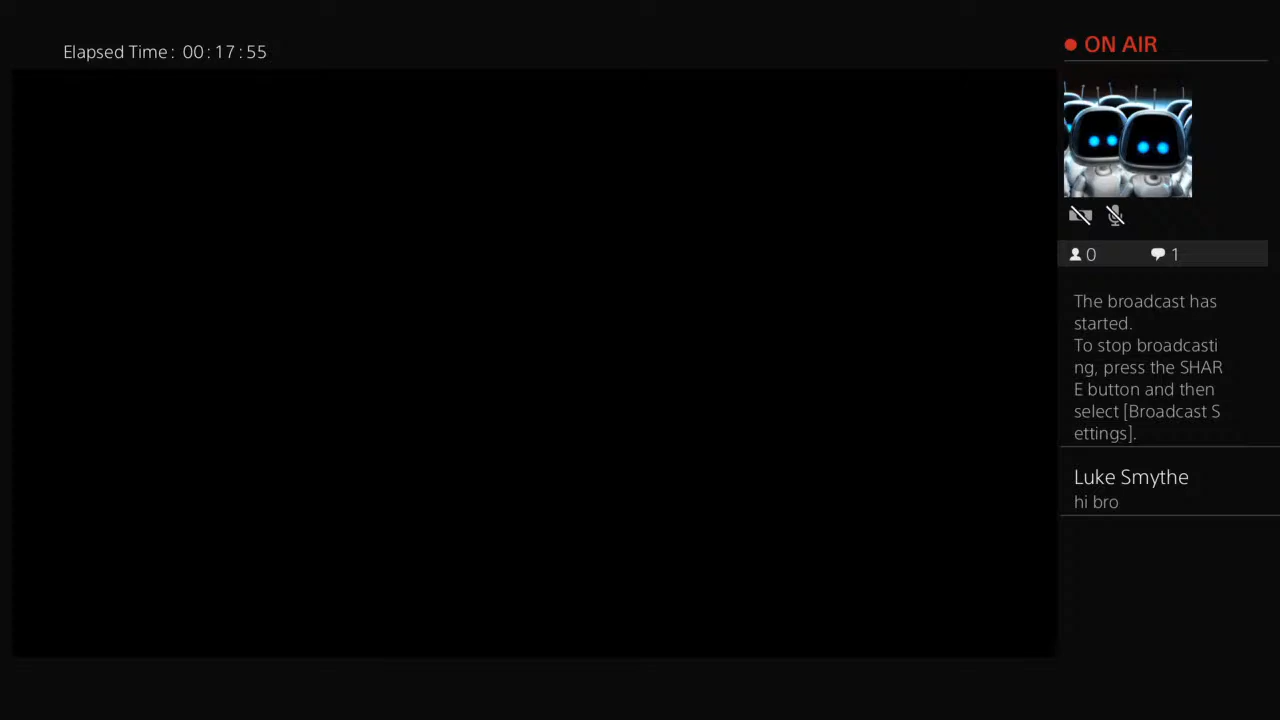 Elapsed Time: 00:17:55
ON AIR
0 1
The broadcast has
started.
To stop broadcasti
ng, press the SHAR
E button and then
select [Broadcast S
ettings].
Luke Smythe
hi bro